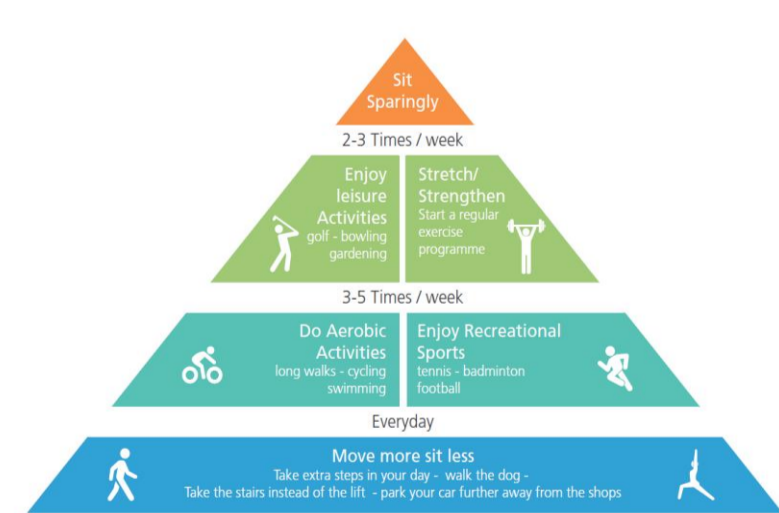 Sit
Sparingly
2-3 Times / week
Enjoy
leisure
Activities
golf - bowling
gardening
Stretch/
Strengthen
Start a regular
exercise
programme
3-5 Times / week
Do Aerobic
Activities
long walks - cycling
swimming
Enjoy Recreational
Sports
tennis - badminton
football
Everyday
Move more sit less
Take extra steps in your day - walk the dog -
Take the stairs instead of the lift - park your car further away from the shops